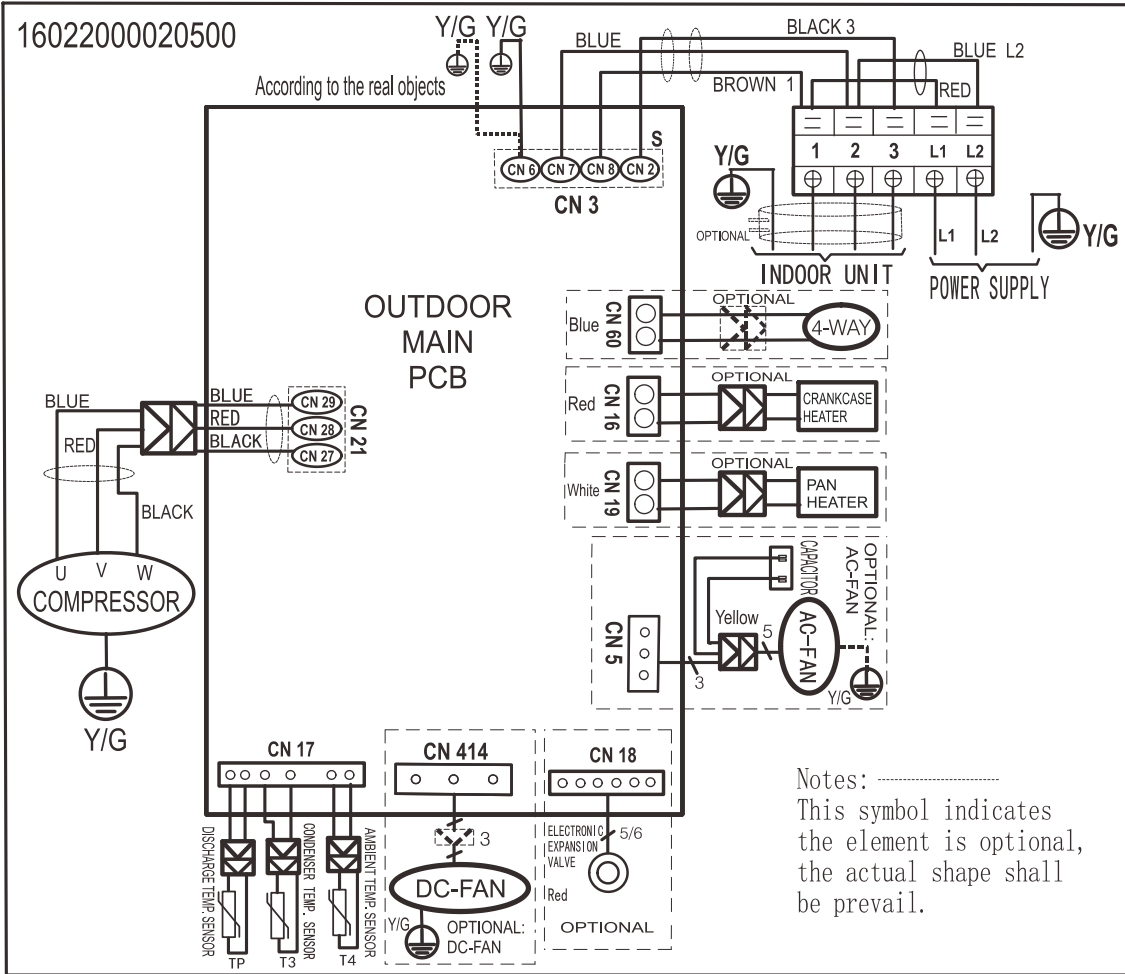 16022000020500
Y/G Y/G
BLUE
BLACK 3
BLUE L2
According to the real objects
BROWN 1
RED
S
CN 6 CN 7 CN 8 CN 2
CN 3
1 2 3 L1 L2
Y/G
OPTIONAL
L1 L2
Y/G
INDOOR UNIT
POWER SUPPLY
OUTDOOR
MAIN
PCB
OPTIONAL
Blue
CN 60
4-WAY
OPTIONAL
Red
CN 16
CRANKCASE
HEATER
OPTIONAL
White
CN 19
PAN
HEATER
BLUE
BLUE
CN 29
RED
RED
CN 28
BLACK
CN 27
CN 21
BLACK
U V W
COMPRESSOR
Y/G
CAPACITOR
OPTIONAL:
AC-FAN
Yellow
CN 5
3
5
AC-FAN
Y/G
CN 17
DISCHARGE TEMP. SENSOR
CONDENSER TEMP. SENSOR
AMBIENT TEMP. SENSOR
TP T3 T4
CN 414
3
DC-FAN
Y/G
OPTIONAL:
DC-FAN
CN 18
ELECTRONIC
EXPANSION
VALVE
5/6
Red
OPTIONAL
Notes:
This symbol indicates
the element is optional,
the actual shape shall
be prevail.